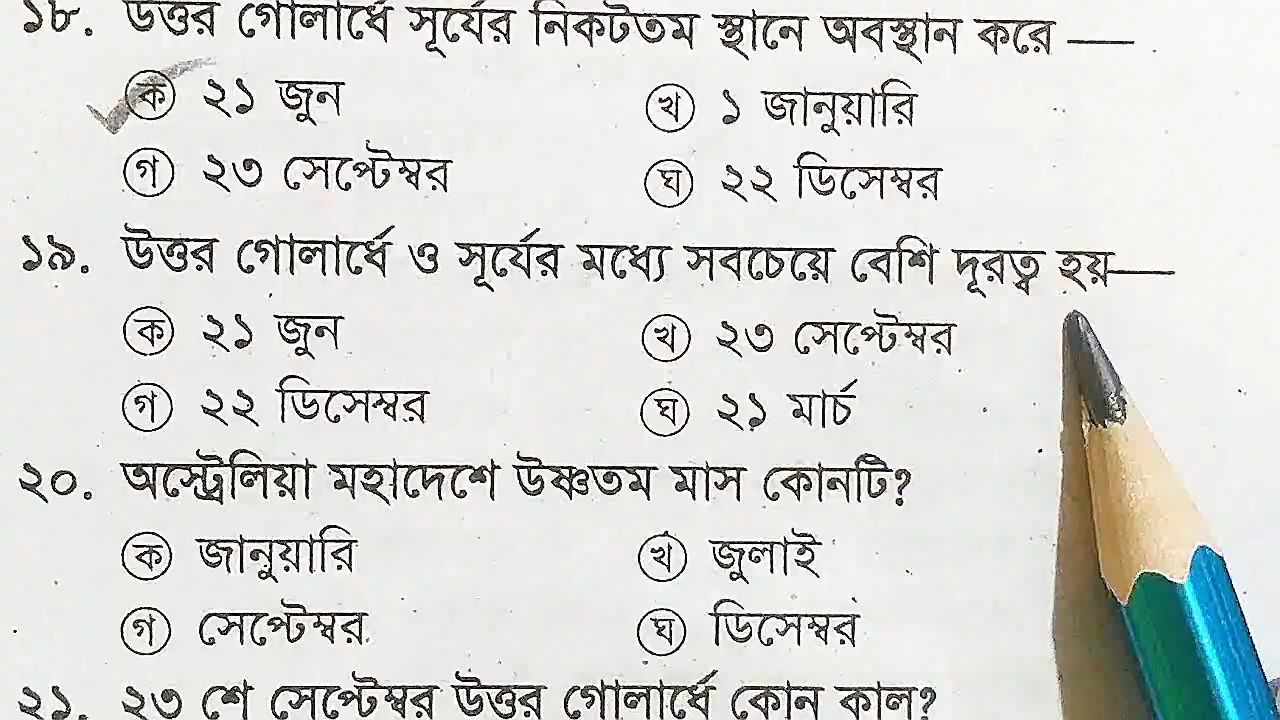 ১৮. উত্তর গোলার্ধে সূর্যের নিকটতম স্থানে অবস্থান করে —
ক ২১ জুন খ ১ জানুয়ারি
গ ২৩ সেপ্টেম্বর ঘ ২২ ডিসেম্বর
১৯. উত্তর গোলার্ধে ও সূর্যের মধ্যে সবচেয়ে বেশি দূরত্ব হয়—
ক ২১ জুন খ ২৩ সেপ্টেম্বর
গ ২২ ডিসেম্বর ঘ ২১ মার্চ
২০. অস্ট্রেলিয়া মহাদেশে উষ্ণতম মাস কোনটি?
ক জানুয়ারি খ জুলাই
গ সেপ্টেম্বর ঘ ডিসেম্বর
২১. ২৩ শে সেপ্টেম্বর উত্তর গোলার্ধে কোন কাল?